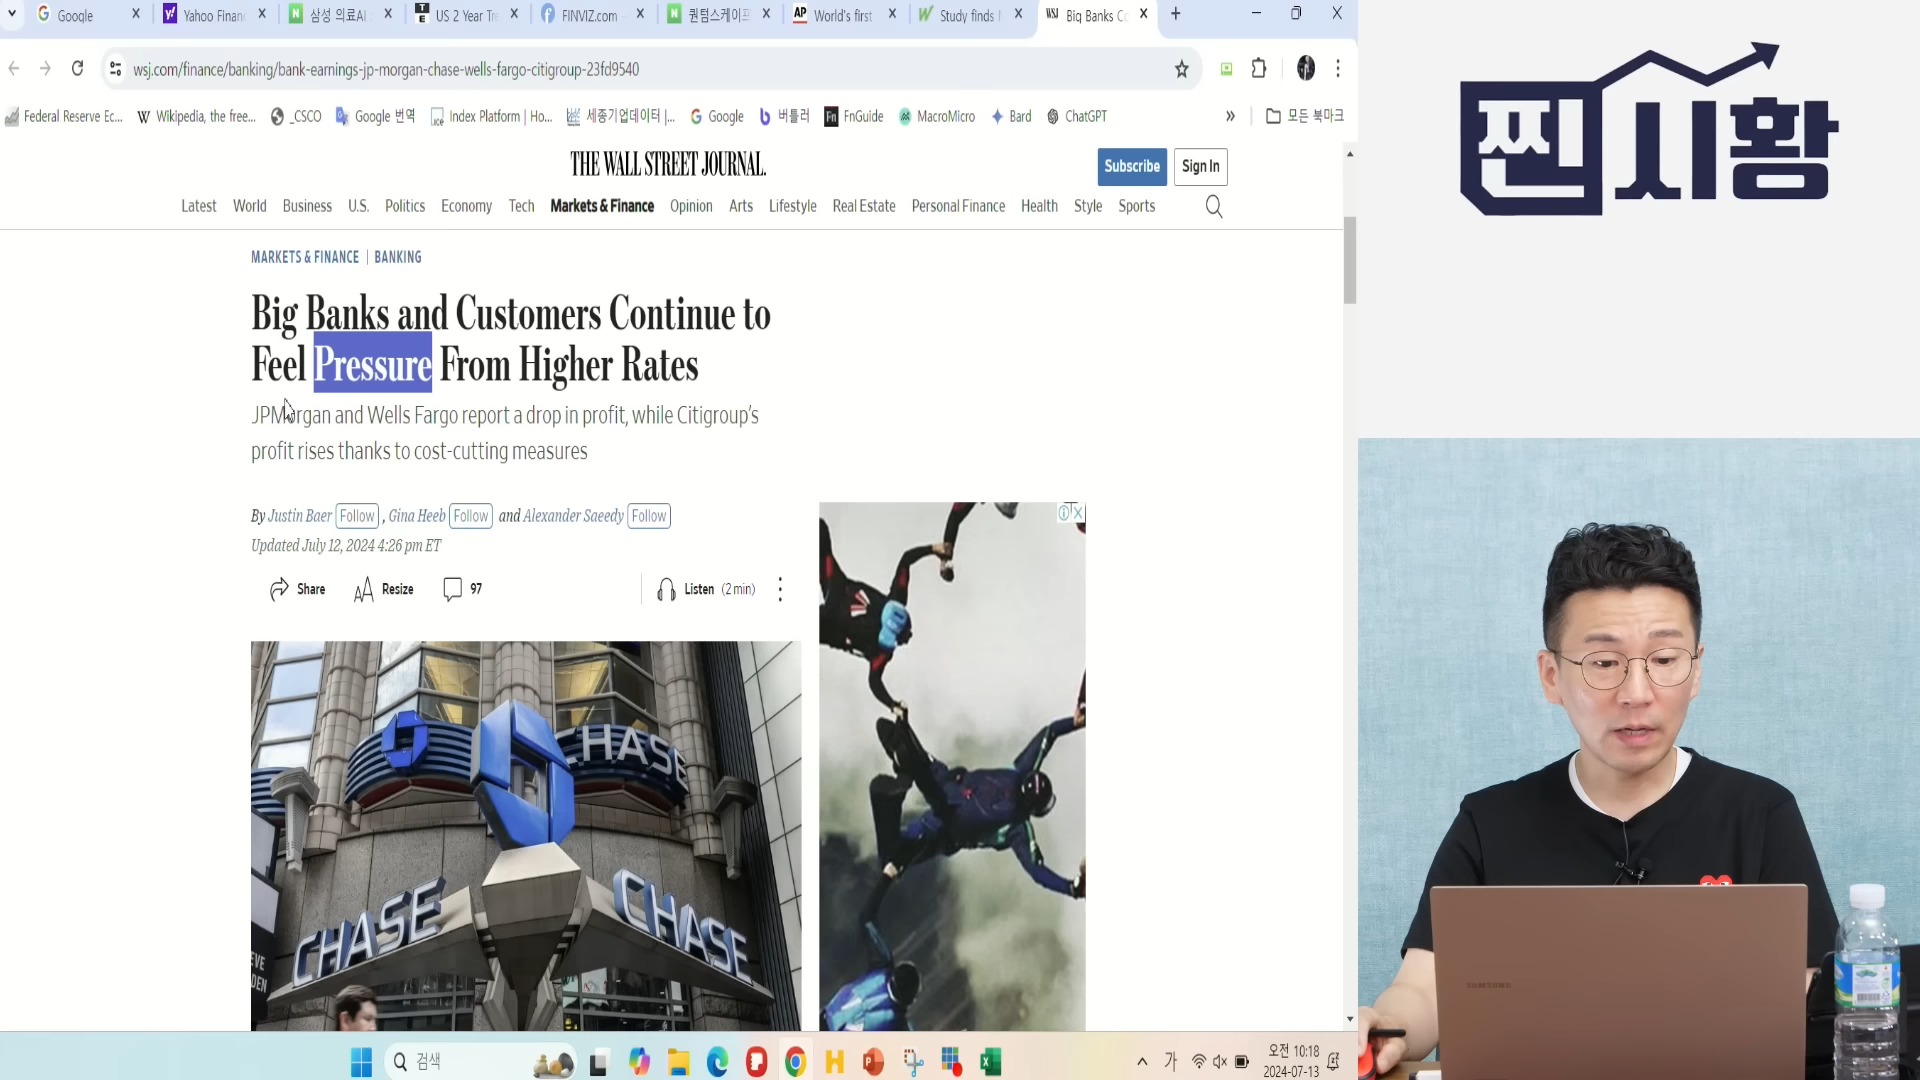 Google
Yahoo Finan
삼성 의료AI
US 2 Year Tre
FINVIZ.com
퀀텀스케이프
World's first
Study finds
Big Banks Co
wsj.com/finance/banking/bank-earnings-jp-morgan-chase-wells-fargo-citigroup-23fd9540
Federal Reserve Ec...
Wikipedia, the free...
_CSCO
Google 번역
Index Platform | Ho...
세종기업데이터 |...
Google
버틀러
FnGuide
MacroMicro
Bard
ChatGPT
모든 북마크
THE WALL STREET JOURNAL.
Subscribe
Sign In
Latest World Business U.S. Politics Economy Tech Markets & Finance Opinion Arts Lifestyle Real Estate Personal Finance Health Style Sports
MARKETS & FINANCE | BANKING
Big Banks and Customers Continue to
Feel Pressure From Higher Rates
JPMorgan and Wells Fargo report a drop in profit, while Citigroup's
profit rises thanks to cost-cutting measures
By Justin Baer Follow , Gina Heeb Follow and Alexander Saeedy Follow
Updated July 12, 2024 4:26 pm ET
Share
Resize
97
Listen (2 min)
CHASE
CHASE
CHASE
검색
가
오전 10:18
2024-07-13
찐시황
SAMSUNG